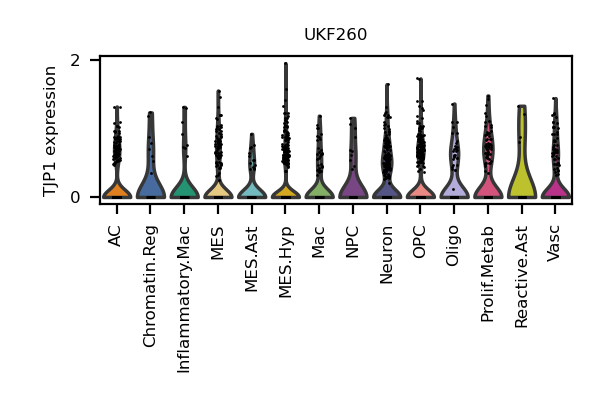 UKF260
TJP1 expression
2
0
AC
Chromatin.Reg
Inflammatory.Mac
MES
MES.Ast
MES.Hyp
Mac
NPC
Neuron
OPC
Oligo
Prolif.Metab
Reactive.Ast
Vasc